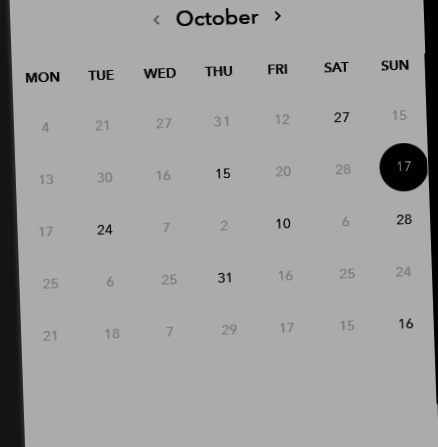 ‹ October ›
MON TUE WED THU FRI SAT SUN
4 21 27 31 12 27 15
13 30 16 15 20 28 17
17 24 7 2 10 6 28
25 6 25 31 16 25 24
21 18 7 29 17 15 16